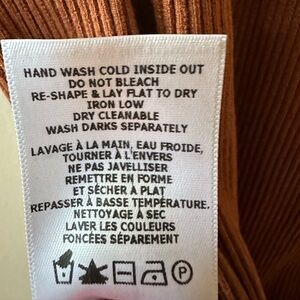 HAND WASH COLD INSIDE OUT
DO NOT BLEACH
RE-SHAPE & LAY FLAT TO DRY
IRON LOW
DRY CLEANABLE
WASH DARKS SEPARATELY
LAVAGE À LA MAIN, EAU FROIDE,
TOURNER À L'ENVERS
NE PAS JAVELLISER
REMETTRE EN FORME
ET SÉCHER À PLAT
REPASSER À BASSE TEMPÉRATURE.
NETTOYAGE À SEC
LAVER LES COULEURS
FONCÉES SÉPAREMENT
P